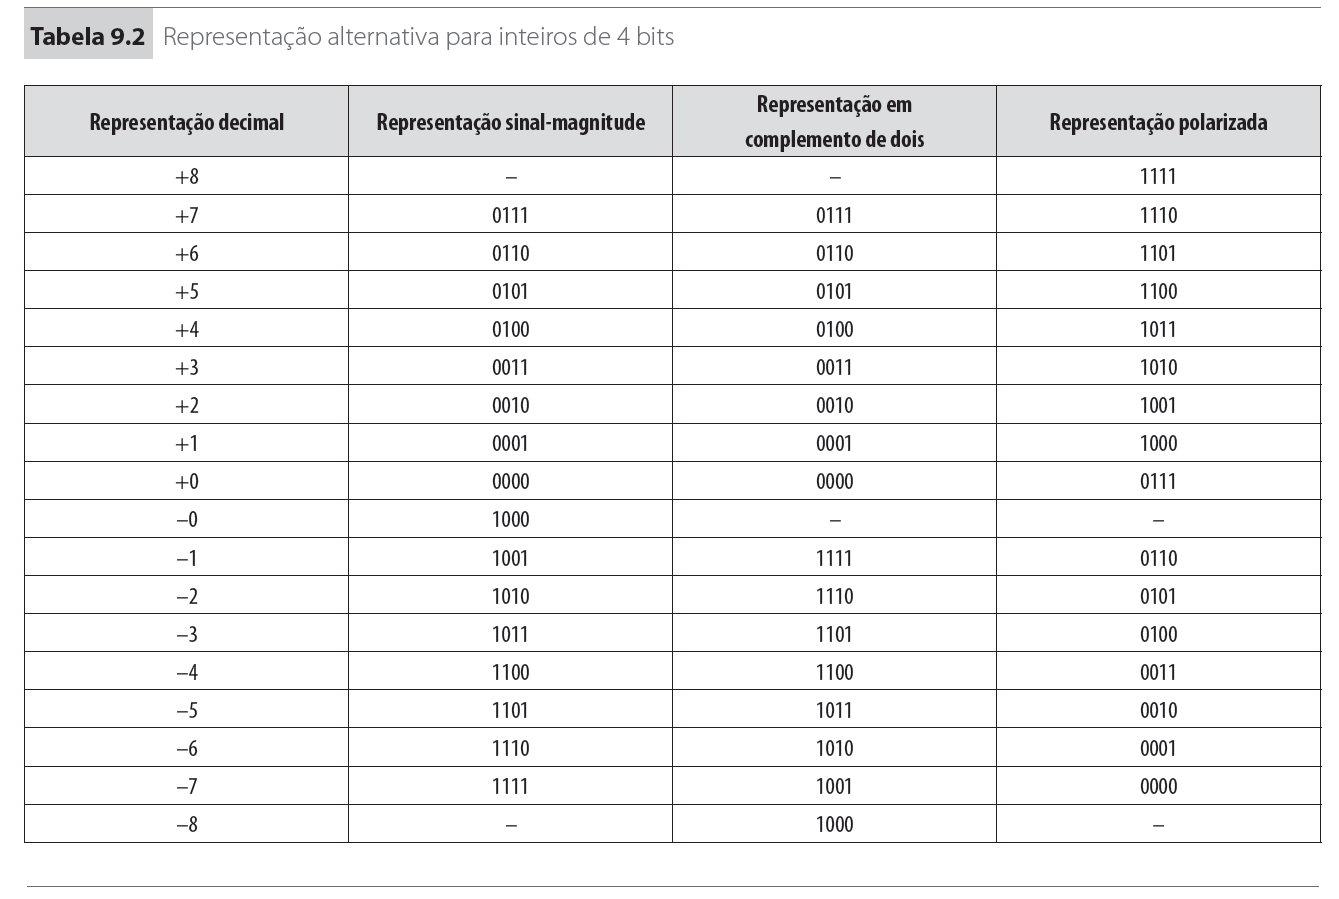 Tabela 9.2 Representação alternativa para inteiros de 4 bits
Representação decimal Representação sinal-magnitude Representação em complemento de dois Representação polarizada
+8 – – 1111
+7 0111 0111 1110
+6 0110 0110 1101
+5 0101 0101 1100
+4 0100 0100 1011
+3 0011 0011 1010
+2 0010 0010 1001
+1 0001 0001 1000
+0 0000 0000 0111
–0 1000 – –
–1 1001 1111 0110
–2 1010 1110 0101
–3 1011 1101 0100
–4 1100 1100 0011
–5 1101 1011 0010
–6 1110 1010 0001
–7 1111 1001 0000
–8 – 1000 –